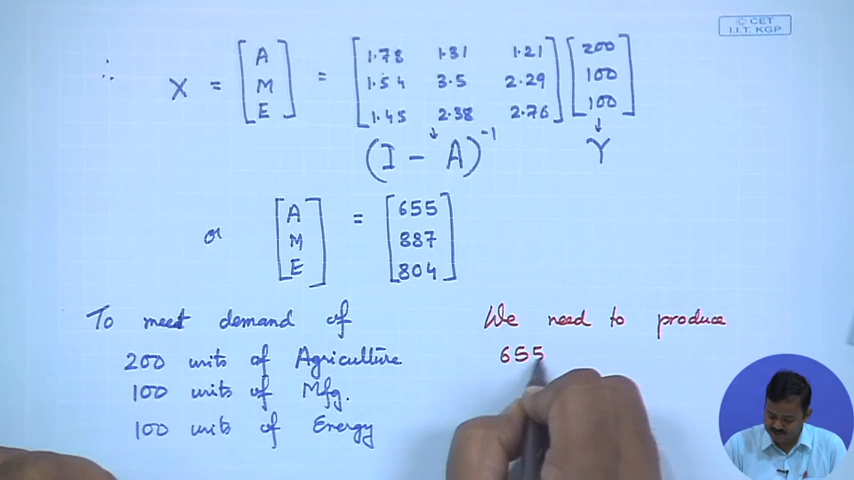 © CET
I.I.T. KGP
∴ X = [A M E] = [1.78 1.31 1.21
1.54 3.5 2.29
1.45 2.38 2.76] [200 100 100]
(I - A)⁻¹ Y
or [A M E] = [655 887 804]
To meet demand of
200 units of Agriculture
100 units of Mfg.
100 units of Energy
We need to produce
655